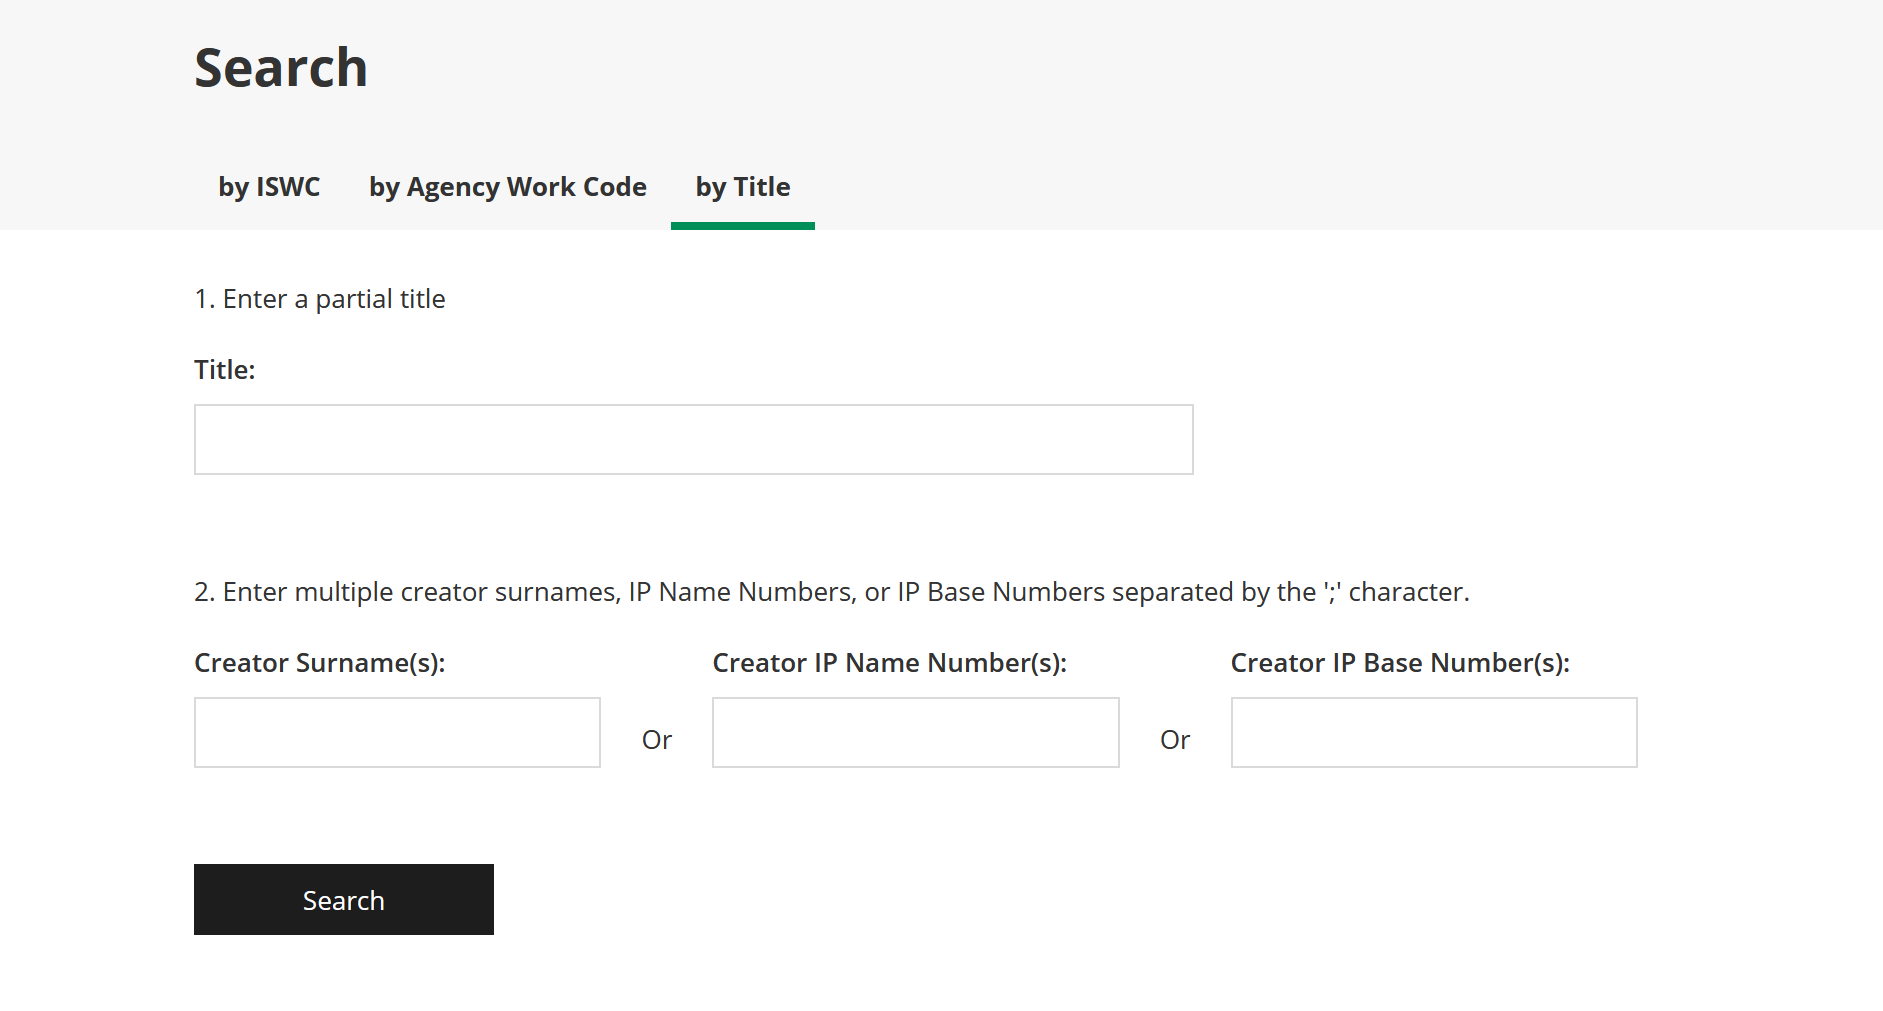 Search
by ISWC by Agency Work Code by Title
1. Enter a partial title
Title:
2. Enter multiple creator surnames, IP Name Numbers, or IP Base Numbers separated by the ';' character.
Creator Surname(s): Creator IP Name Number(s): Creator IP Base Number(s):
Or Or
Search